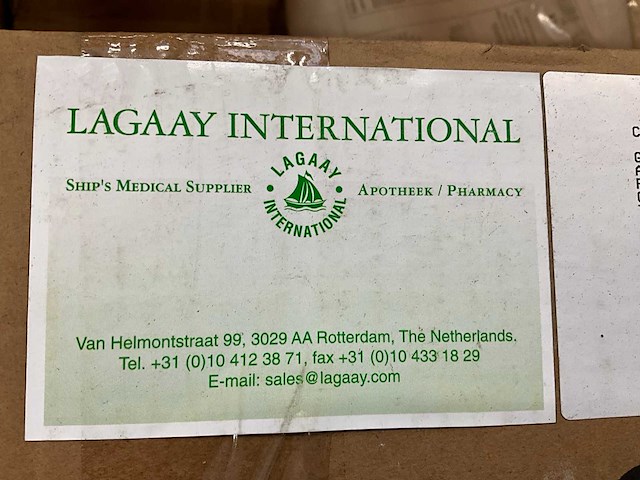 LAGAAY INTERNATIONAL
SHIP'S MEDICAL SUPPLIER
LAGAAY
INTERNATIONAL
APOTHEEK / PHARMACY
Van Helmontstraat 99, 3029 AA Rotterdam, The Netherlands.
Tel. +31 (0)10 412 38 71, fax +31 (0)10 433 18 29
E-mail: sales@lagaay.com